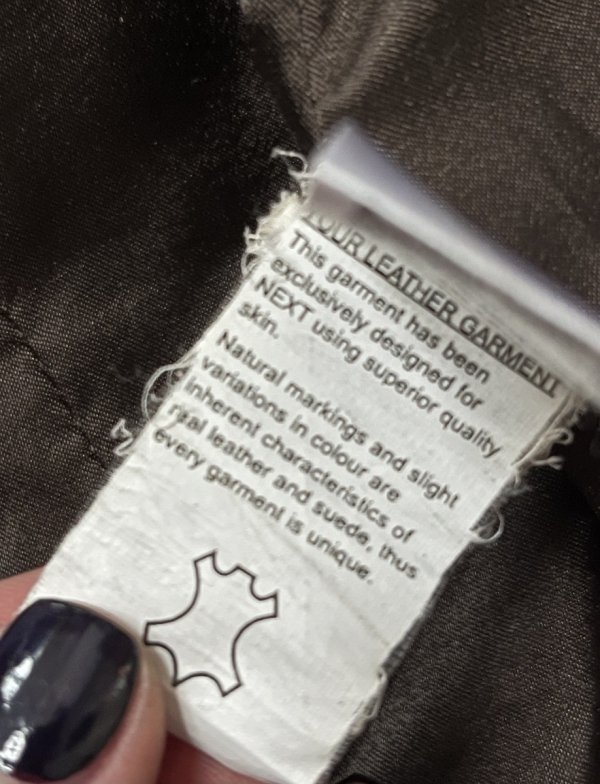 YOUR LEATHER GARMENT
This garment has been
exclusively designed for
NEXT using superior quality
skin.
Natural markings and slight
variations in colour are
inherent characteristics of
real leather and suede, thus
every garment is unique.